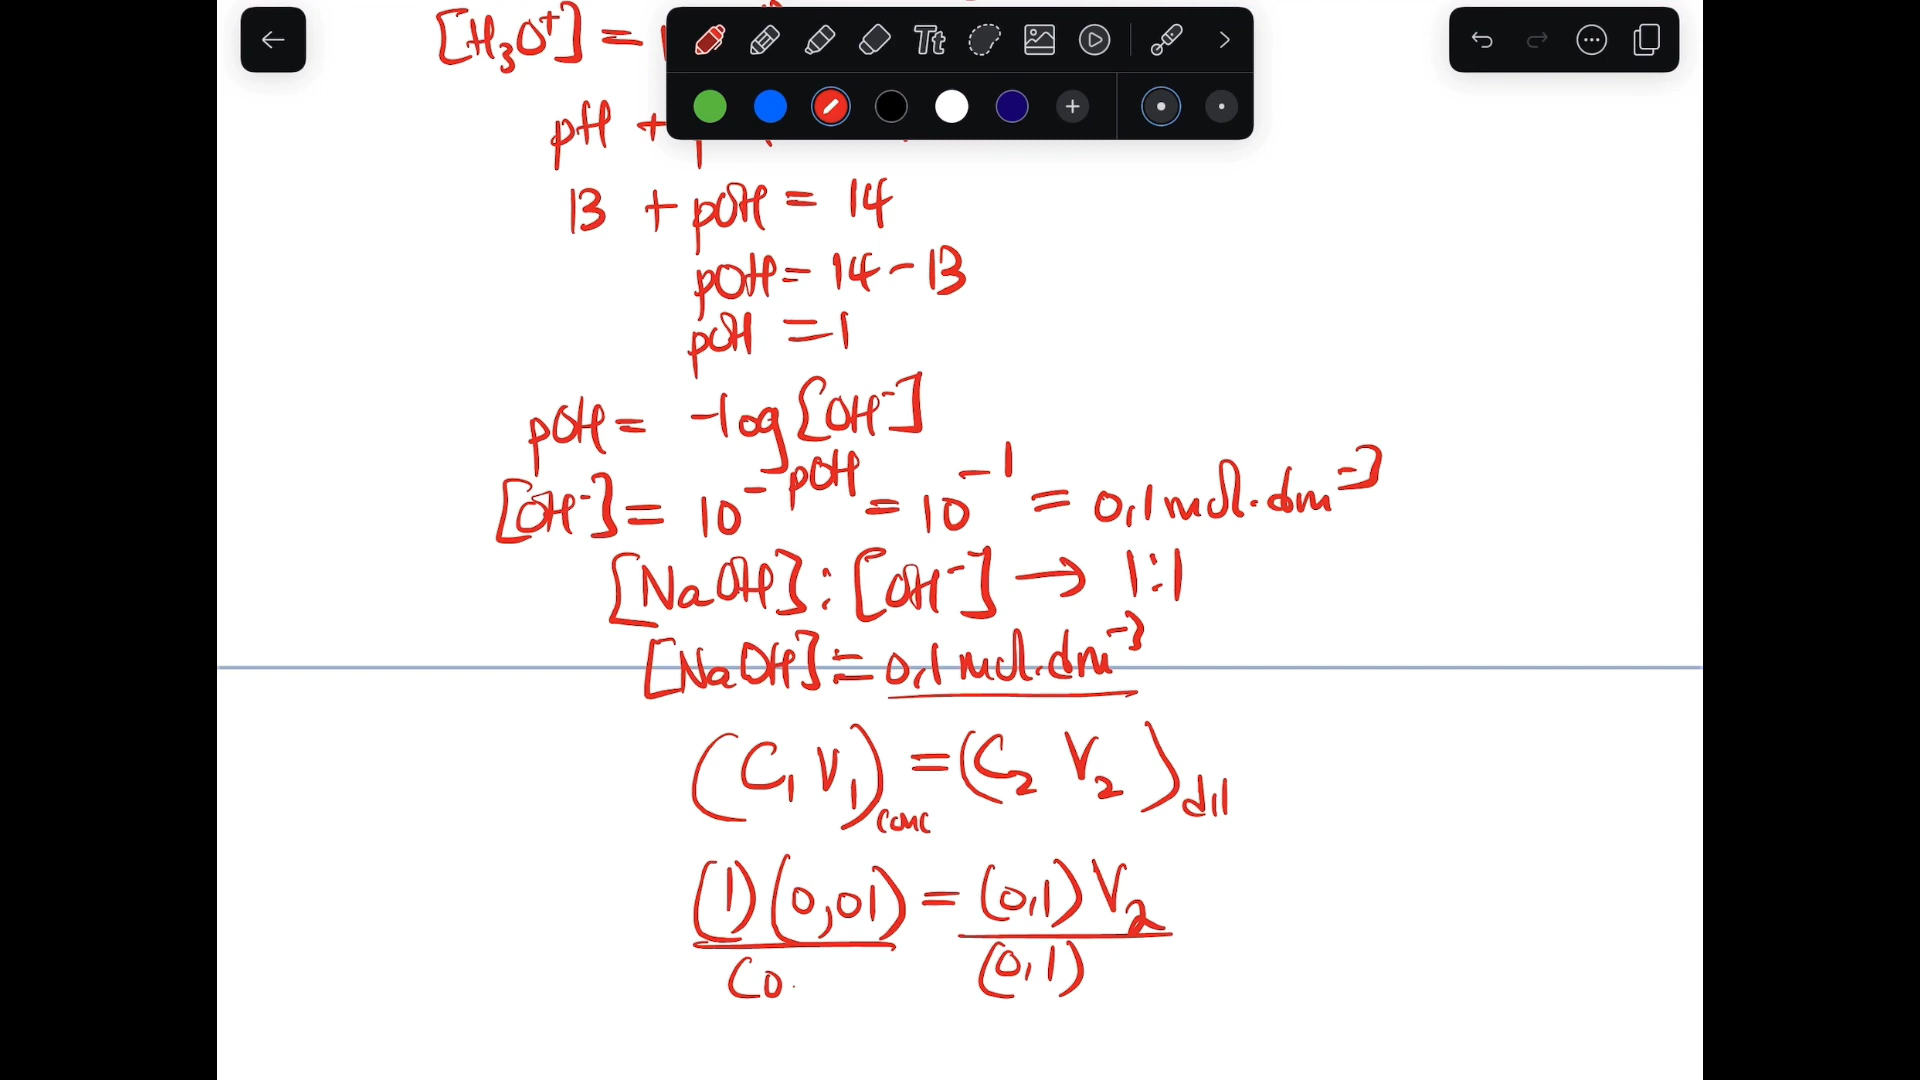 [H₃O⁺] =
Tt
pH +
13 + pOH = 14
pOH = 14 - 13
pOH = 1
pOH = -log [OH⁻]
[OH⁻] = 10^-pOH = 10^-1 = 0,1 mol.dm⁻³
[NaOH] : [OH⁻] → 1:1
[NaOH] = 0,1 mol.dm⁻³
(C₁ V₁)conc = (C₂ V₂)dil
(1)(0,01) = (0,1) V₂
(0 (0,1)